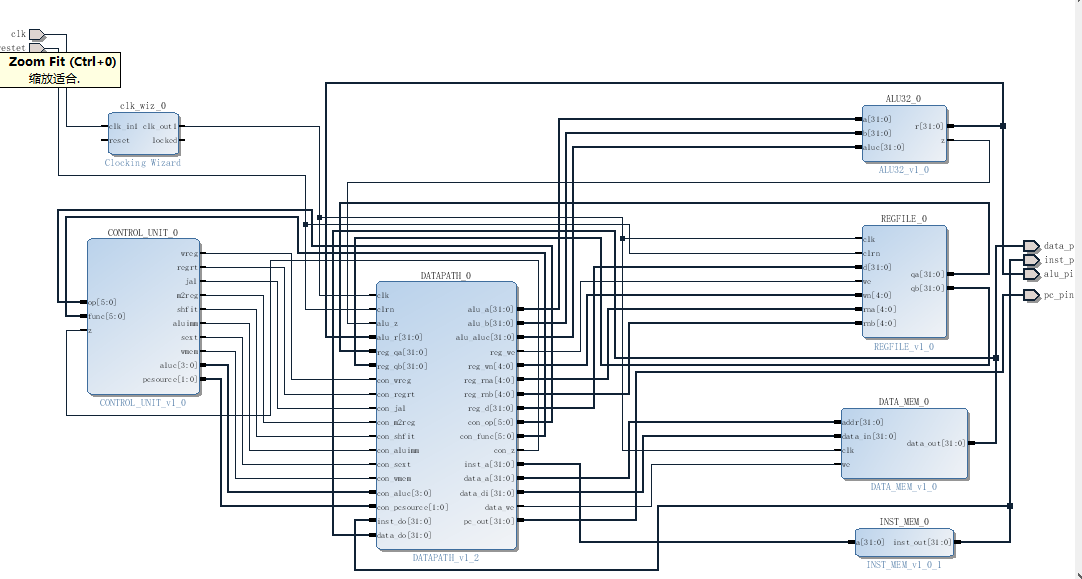 clk
restet
Zoom Fit (Ctrl+0)
缩放适合.
clk_wiz_0
clk_in1 clk_out1
reset locked
Clocking Wizard
ALU32_0
a[31:0]
b[31:0]
aluc[31:0]
r[31:0]
z
ALU32_v1_0
CONTROL_UNIT_0
op[5:0]
func[5:0]
z
wreg
regrt
jal
m2reg
shfit
aluimm
sext
wmem
aluc[3:0]
pcsource[1:0]
CONTROL_UNIT_v1_0
DATAPATH_0
clk
clrn
alu_z
alu_r[31:0]
reg_qa[31:0]
reg_qb[31:0]
con_wreg
con_regrt
con_jal
con_m2reg
con_shfit
con_aluimm
con_sext
con_wmem
con_aluc[3:0]
con_pcsource[1:0]
inst_do[31:0]
data_do[31:0]
alu_a[31:0]
alu_b[31:0]
alu_aluc[31:0]
reg_we
reg_wn[4:0]
reg_rna[4:0]
reg_rnb[4:0]
reg_d[31:0]
con_op[5:0]
con_func[5:0]
con_z
inst_a[31:0]
data_a[31:0]
data_di[31:0]
data_we
pc_out[31:0]
DATAPATH_v1_2
REGFILE_0
clk
clrn
d[31:0]
we
wn[4:0]
rna[4:0]
rnb[4:0]
qa[31:0]
qb[31:0]
REGFILE_v1_0
data_p
inst_p
alu_pi
pc_pin
DATA_MEM_0
addr[31:0]
data_in[31:0]
clk
we
data_out[31:0]
DATA_MEM_v1_0
INST_MEM_0
a[31:0] inst_out[31:0]
INST_MEM_v1_0_1